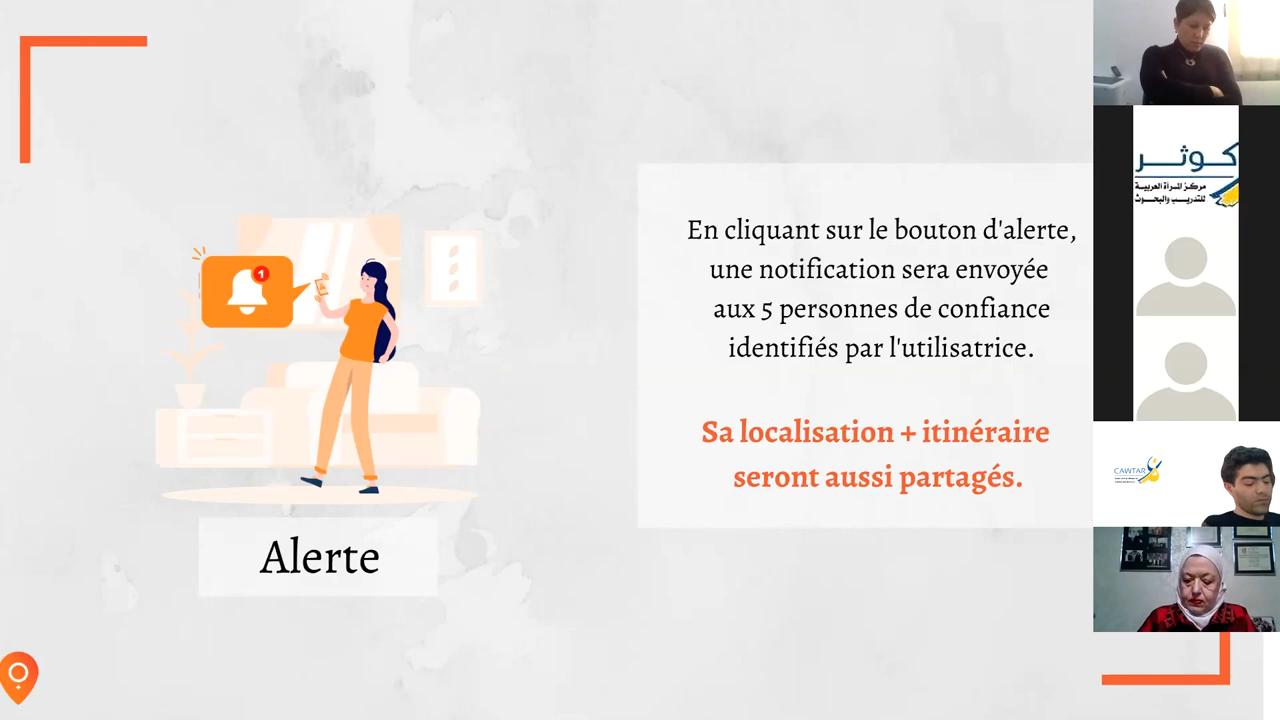 1
Alerte
En cliquant sur le bouton d'alerte,
une notification sera envoyée
aux 5 personnes de confiance
identifiés par l'utilisatrice.
Sa localisation + itinéraire
seront aussi partagés.
كوثر
مركز المرأة العربية
للتدريب والبحوث
CAWTAR